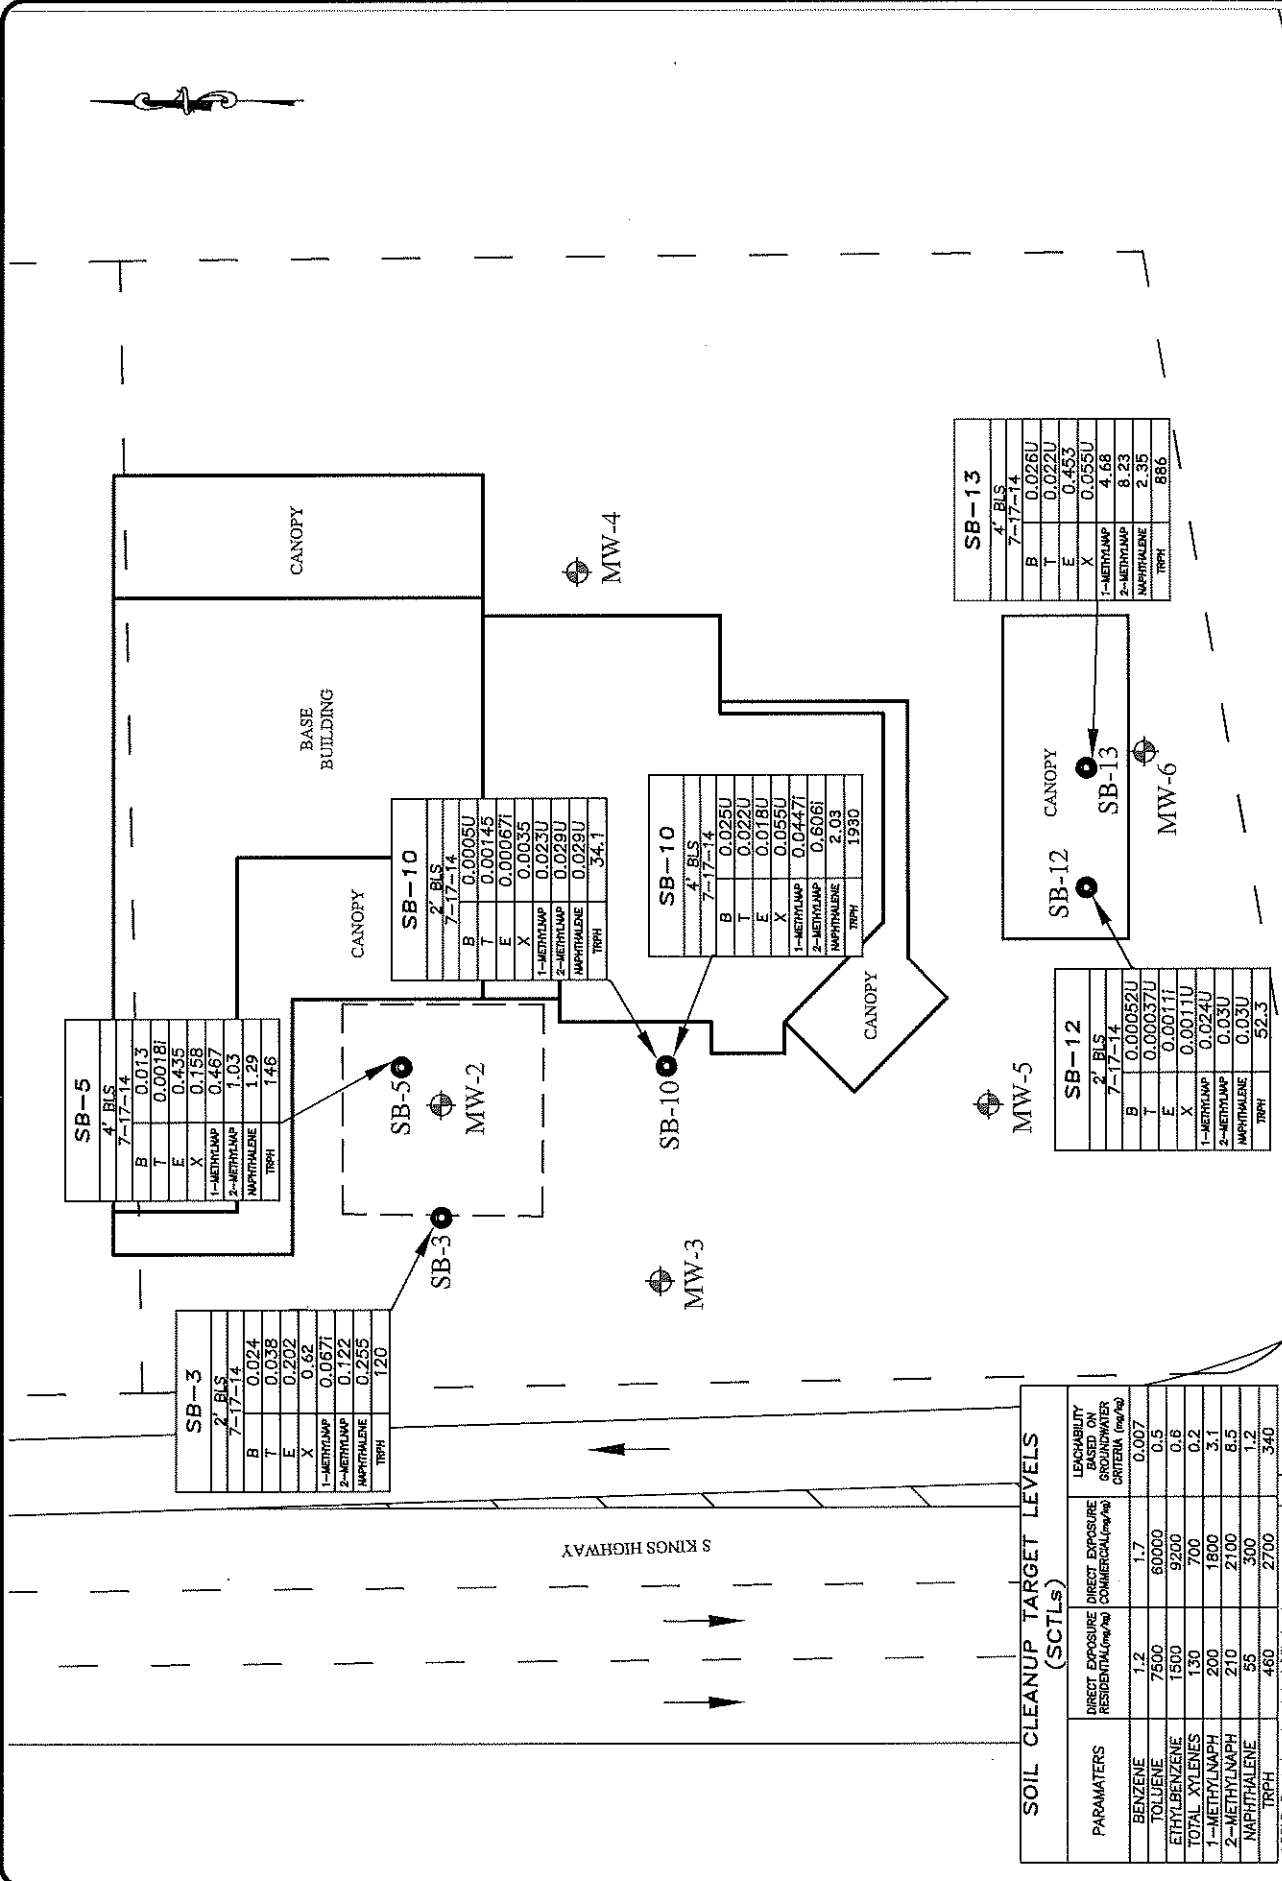 SB-5
4' BLS
7-17-14
B 0.013
T 0.0018i
E 0.435
X 0.158
1-METHYLNAP 0.467
2-METHYLNAP 1.03
NAPHTHALENE 1.29
TRPH 146
SB-3
2' BLS
7-17-14
B 0.024
T 0.038
E 0.202
X 0.62
1-METHYLNAP 0.067i
2-METHYLNAP 0.122
NAPHTHALENE 0.255
TRPH 120
CANOPY
BASE
BUILDING
CANOPY
SB-10
2' BLS
7-17-14
B 0.0005U
T 0.00145
E 0.00067i
X 0.0035
1-METHYLNAP 0.023U
2-METHYLNAP 0.029U
NAPHTHALENE 0.029U
TRPH 34.1
SB-5
MW-2
SB-3
MW-4
SB-10
4' BLS
7-17-14
B 0.025U
T 0.022U
E 0.018U
X 0.055U
1-METHYLNAP 0.0447i
2-METHYLNAP 0.606i
NAPHTHALENE 2.03
TRPH 1930
SB-10
MW-3
S KINGS HIGHWAY
CANOPY
MW-5
SB-13
4' BLS
7-17-14
B 0.026U
T 0.022U
E 0.453
X 0.055U
1-METHYLNAP 4.68
2-METHYLNAP 8.23
NAPHTHALENE 2.35
TRPH 886
CANOPY
SB-12
SB-13
MW-6
SB-12
2' BLS
7-17-14
B 0.00052U
T 0.00037U
E 0.0011i
X 0.0011U
1-METHYLNAP 0.024U
2-METHYLNAP 0.03U
NAPHTHALENE 0.03U
TRPH 52.3
SOIL CLEANUP TARGET LEVELS
(SCTLs)
PARAMATERS DIRECT EXPOSURE RESIDENTIAL(mg/kg) DIRECT EXPOSURE COMMERCIAL(mg/kg) LEACHABILITY BASED ON GROUNDWATER CRITERIA (mg/kg)
BENZENE 1.2 1.7 0.007
TOLUENE 7500 60000 0.5
ETHYLBENZENE 1500 9200 0.6
TOTAL XYLENES 130 700 0.2
1-METHYLNAPH 200 1800 3.1
2-METHYLNAPH 210 2100 8.5
NAPHTHALENE 55 300 1.2
TRPH 460 2700 340